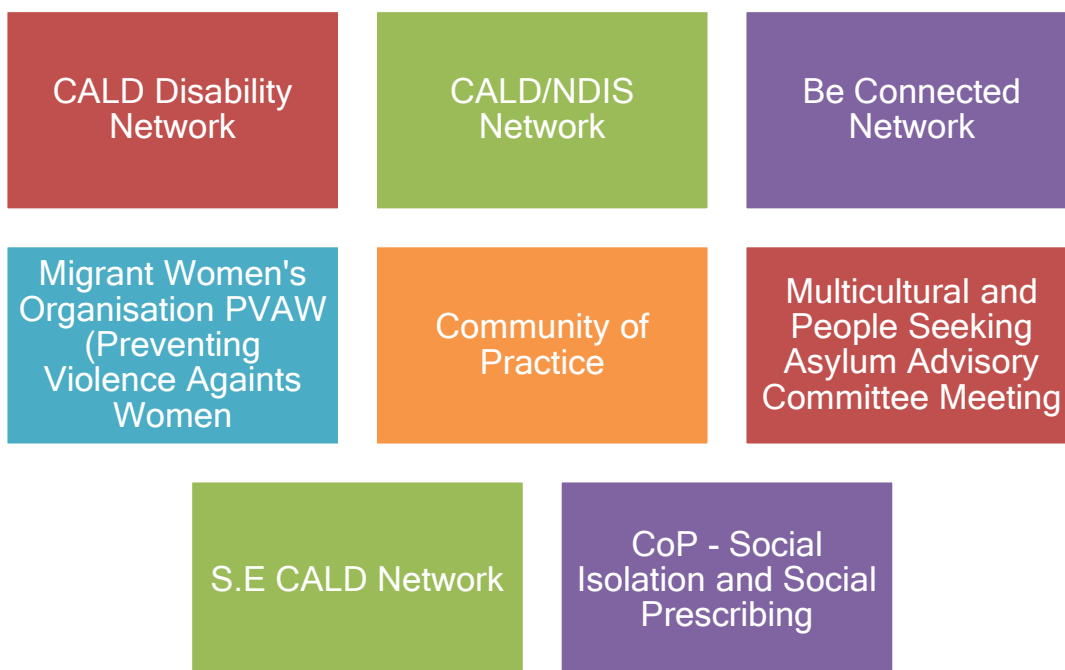 CALD Disability
Network
CALD/NDIS
Network
Be Connected
Network
Migrant Women's
Organisation PVAW
(Preventing
Violence Againts
Women
Community of
Practice
Multicultural and
People Seeking
Asylum Advisory
Committee Meeting
S.E CALD Network
CoP - Social
Isolation and Social
Prescribing